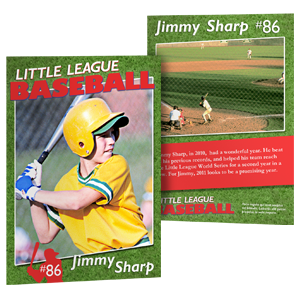 LITTLE LEAGUE
BASEBALL
#86
Jimmy
Sharp
Jimmy Sharp #86
my Sharp, in 2010, had a wonderful year. He beat
his previous records, and helped his team reach
Little League World Series for a second year in a
For Jimmy, 2011 looks to be a promising year.
LITTLE LEAGUE
BASEBALL